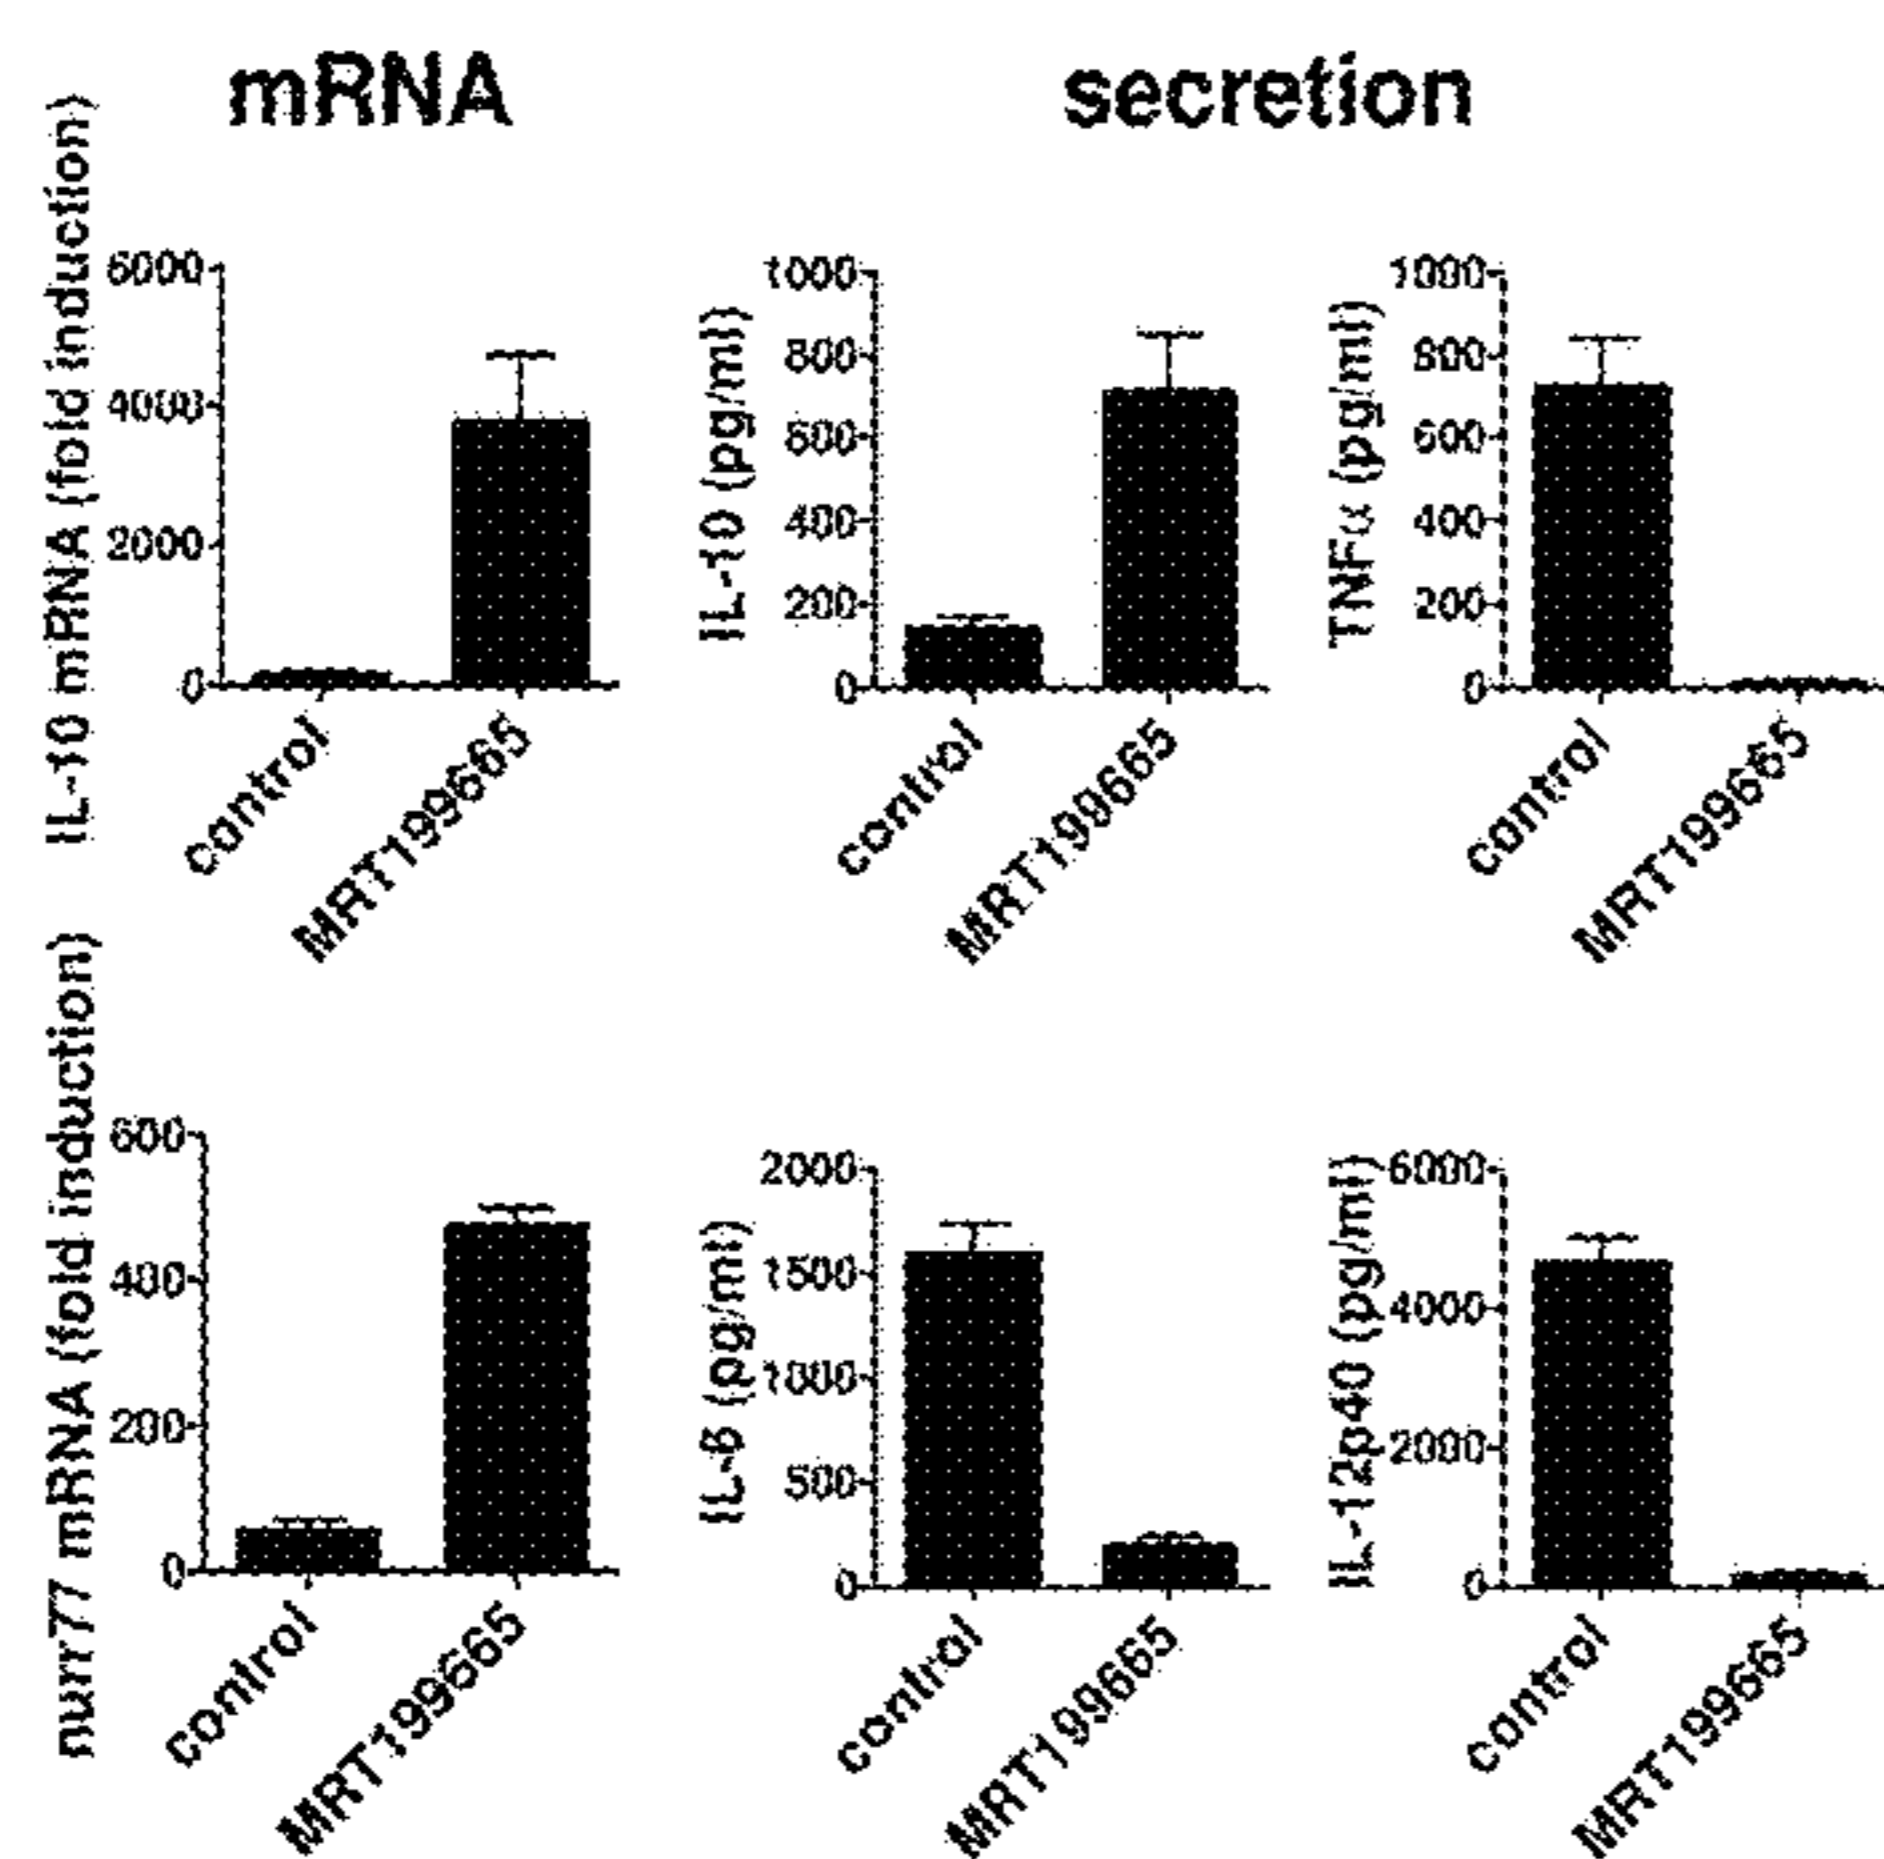 mRNA
secretion
IL-10 mRNA (fold induction)
6000
4000
2000
0
control
MRT199665
IL-10 (pg/ml)
1000
800
600
400
200
0
control
MRT199665
TNFα (pg/ml)
1000
800
600
400
200
0
control
MRT199665
nurr77 mRNA (fold induction)
600
400
200
0
control
MRT199665
IL-6 (pg/ml)
2000
1500
1000
500
0
control
MRT199665
IL-12p40 (pg/ml)
6000
4000
2000
0
control
MRT199665